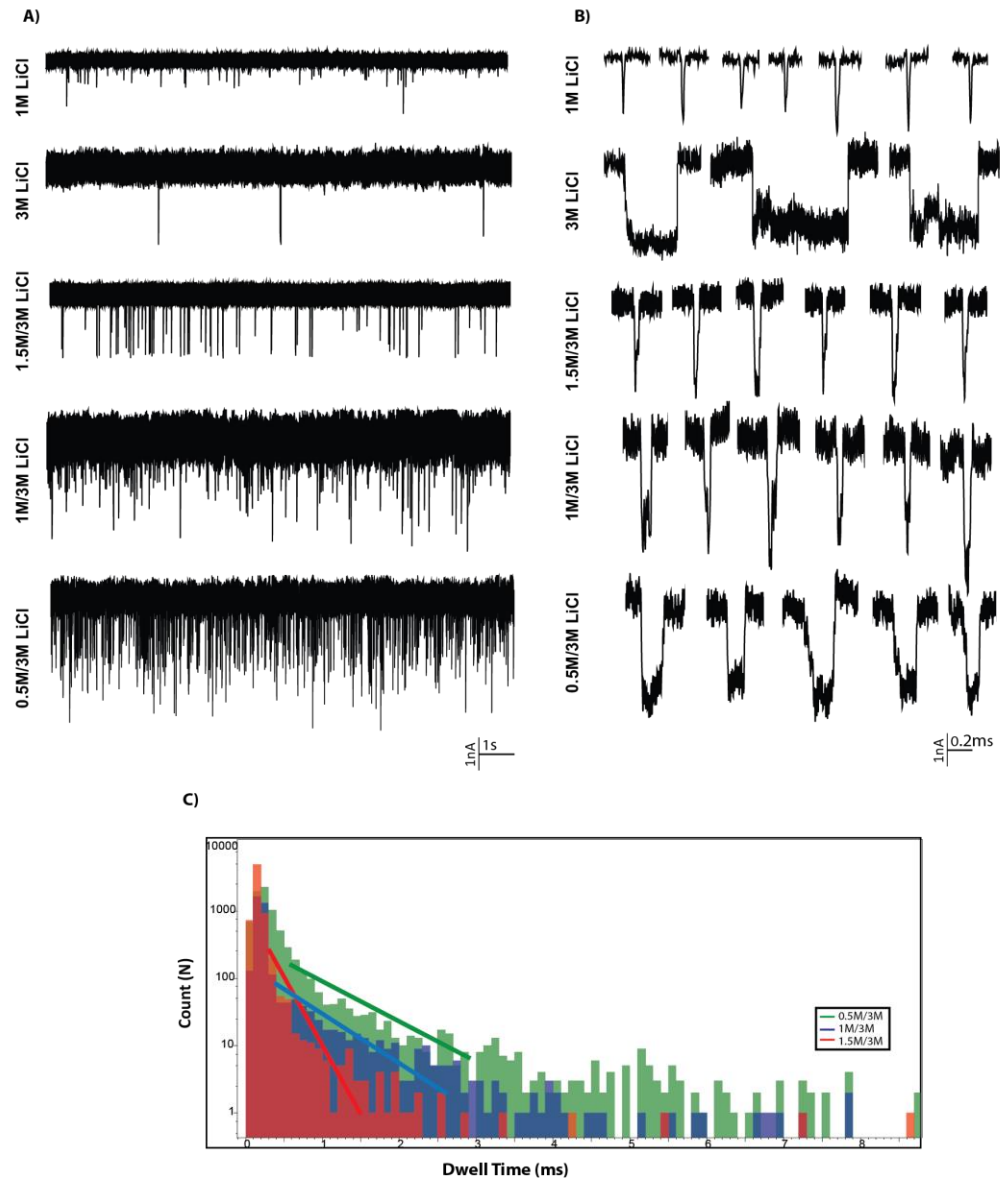 A)
B)
1M LiCl
1M LiCl
3M LiCl
3M LiCl
1.5M/3M LiCl
1.5M/3M LiCl
1M/3M LiCl
1M/3M LiCl
0.5M/3M LiCl
0.5M/3M LiCl
1nA
1s
1nA
0.2ms
C)
10000
1000
100
10
1
Count (N)
0.5M/3M
1M/3M
1.5M/3M
0 1 2 3 4 5 6 7 8
Dwell Time (ms)